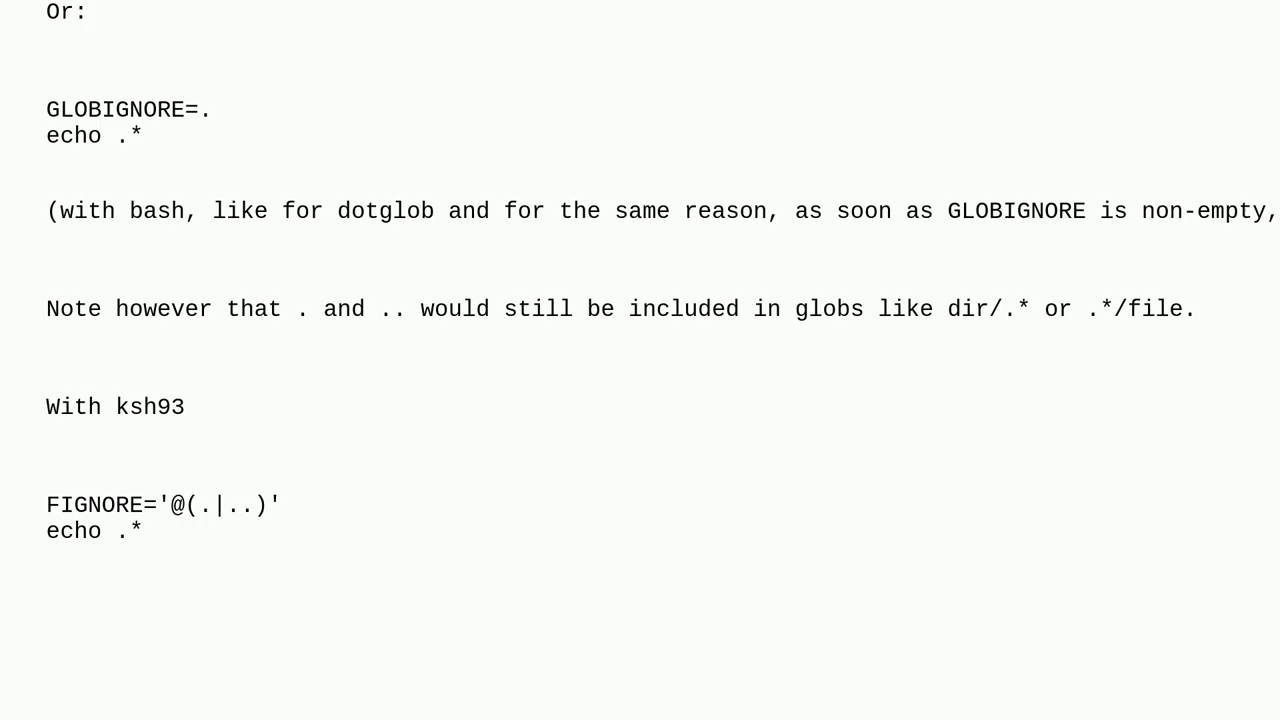 Or:
GLOBIGNORE=.
echo .*
(with bash, like for dotglob and for the same reason, as soon as GLOBIGNORE is non-empty,
Note however that . and .. would still be included in globs like dir/.* or .*/file.
With ksh93
FIGNORE='@(.|..)'
echo .*